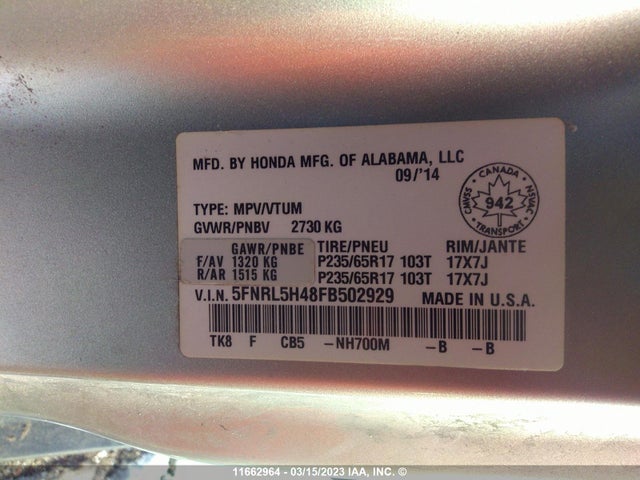 MFD. BY HONDA MFG. OF ALABAMA, LLC
09/'14
CANADA
CMVSS 942 NSVAC
TRANSPORT
TYPE: MPV/VTUM
GVWR/PNBV 2730 KG
GAWR/PNBE TIRE/PNEU RIM/JANTE
F/AV 1320 KG P235/65R17 103T 17X7J
R/AR 1515 KG P235/65R17 103T 17X7J
V.I.N. 5FNRL5H48FB502929 MADE IN U.S.A.
TK8 F CB5 -NH700M -B -B
11662964 - 03/15/2023 - IAA, INC. ©